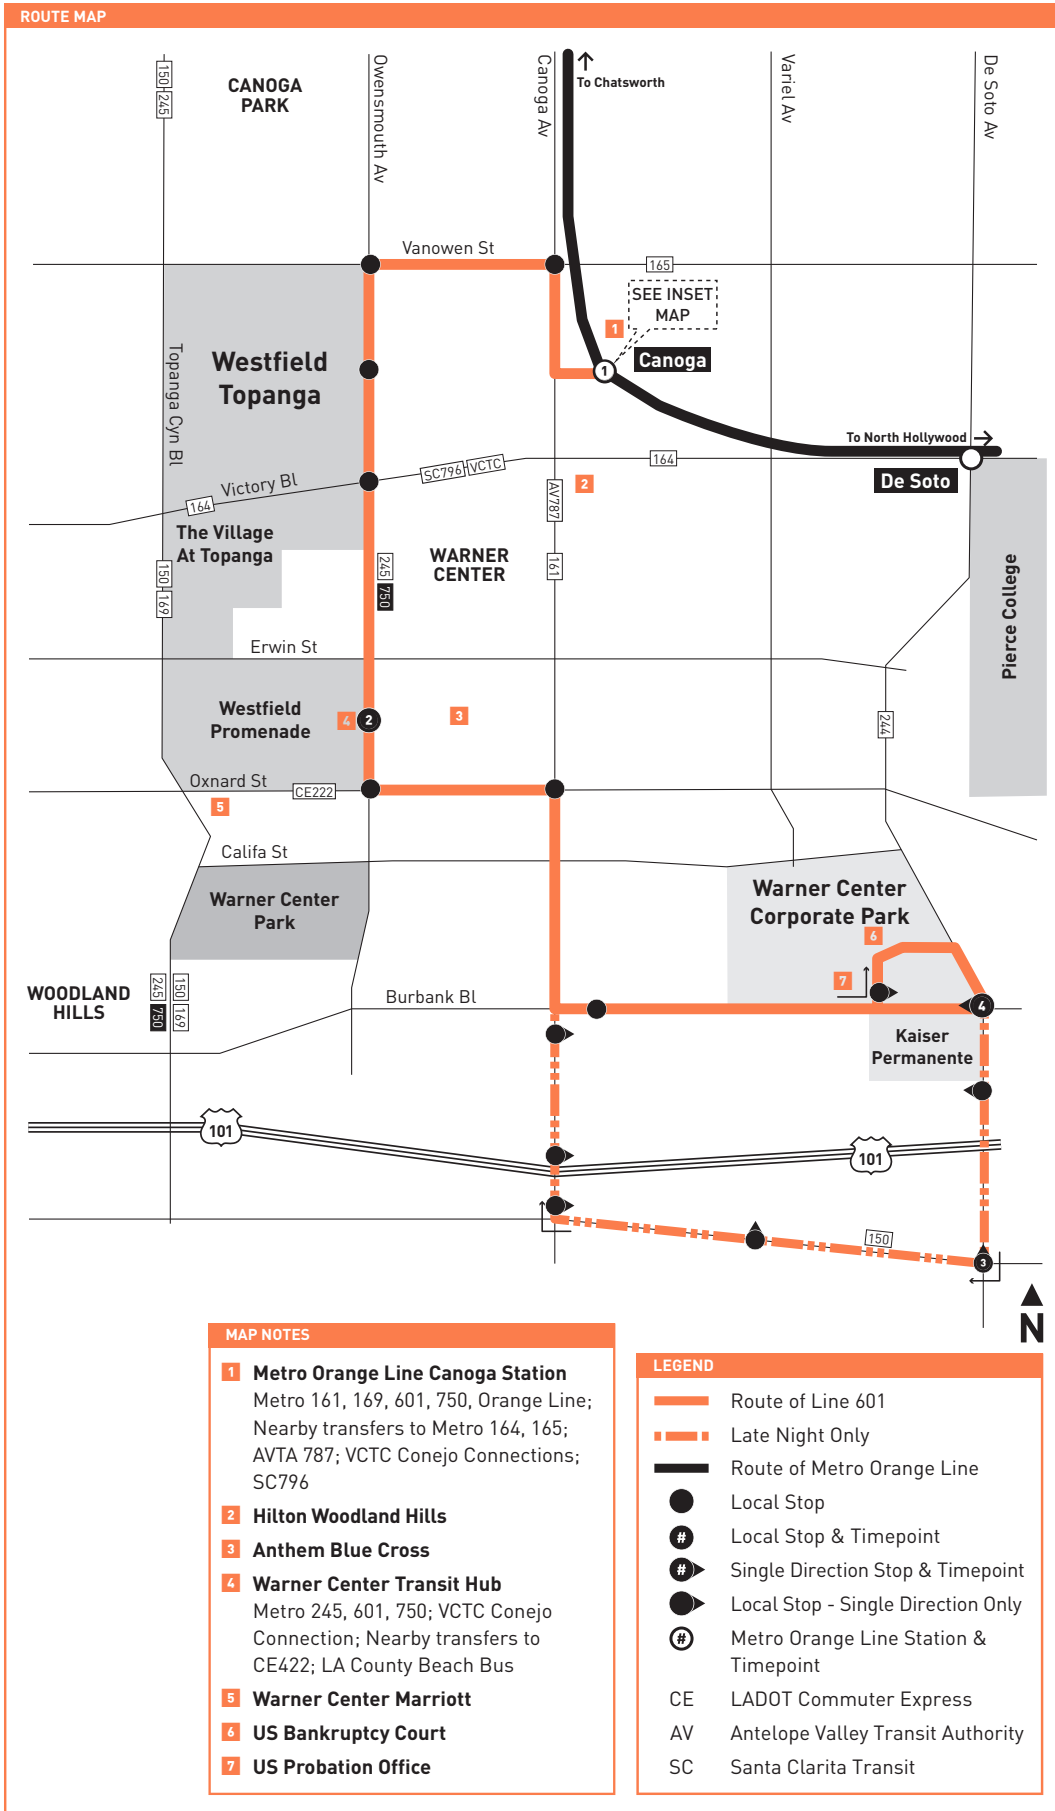 ROUTE MAP
150
245
CANOGA
PARK
Owensmouth Av
Canoga Av
To Chatsworth
Variel Av
De Soto Av
Vanowen St
165
SEE INSET
MAP
1
Canoga
1
Westfield
Topanga
Topanga Cyn Bl
To North Hollywood
De Soto
164
SC796
VCTC
Victory Bl
164
2
AV787
The Village
At Topanga
WARNER
CENTER
245
750
161
150
169
Pierce College
Erwin St
Westfield
Promenade
4
2
3
244
Oxnard St
CE222
5
Califa St
Warner Center
Park
Warner Center
Corporate Park
6
7
WOODLAND
HILLS
245
750
150
169
Burbank Bl
4
Kaiser
Permanente
101
101
150
3
N
MAP NOTES
1 Metro Orange Line Canoga Station
Metro 161, 169, 601, 750, Orange Line;
Nearby transfers to Metro 164, 165;
AVTA 787; VCTC Conejo Connections;
SC796
2 Hilton Woodland Hills
3 Anthem Blue Cross
4 Warner Center Transit Hub
Metro 245, 601, 750; VCTC Conejo
Connection; Nearby transfers to
CE422; LA County Beach Bus
5 Warner Center Marriott
6 US Bankruptcy Court
7 US Probation Office
LEGEND
Route of Line 601
Late Night Only
Route of Metro Orange Line
Local Stop
# Local Stop & Timepoint
# Single Direction Stop & Timepoint
Local Stop - Single Direction Only
# Metro Orange Line Station &
Timepoint
CE LADOT Commuter Express
AV Antelope Valley Transit Authority
SC Santa Clarita Transit